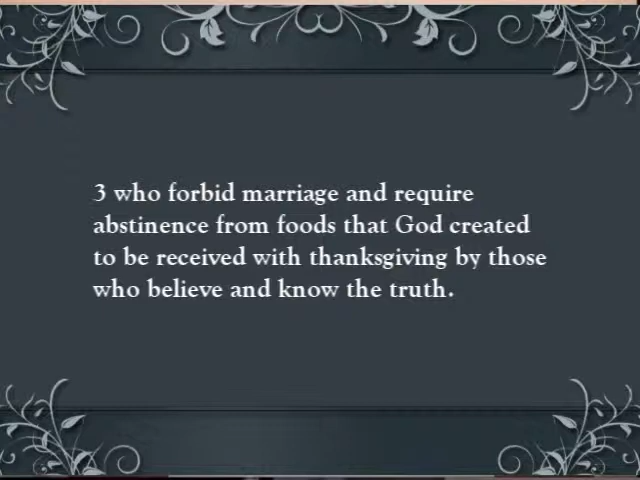 3 who forbid marriage and require
abstinence from foods that God created
to be received with thanksgiving by those
who believe and know the truth.